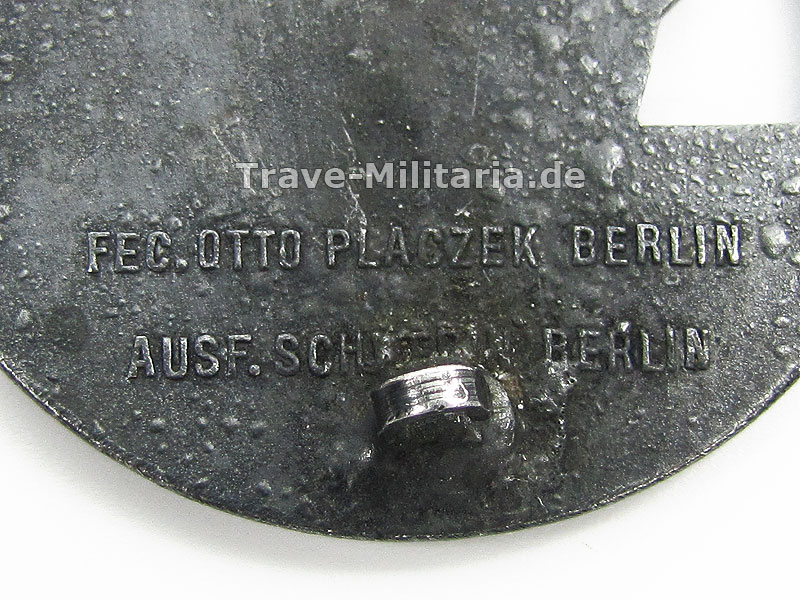 Trave-Militaria.de
FEC. OTTO PLACZEK BERLIN
AUSF. BERLIN